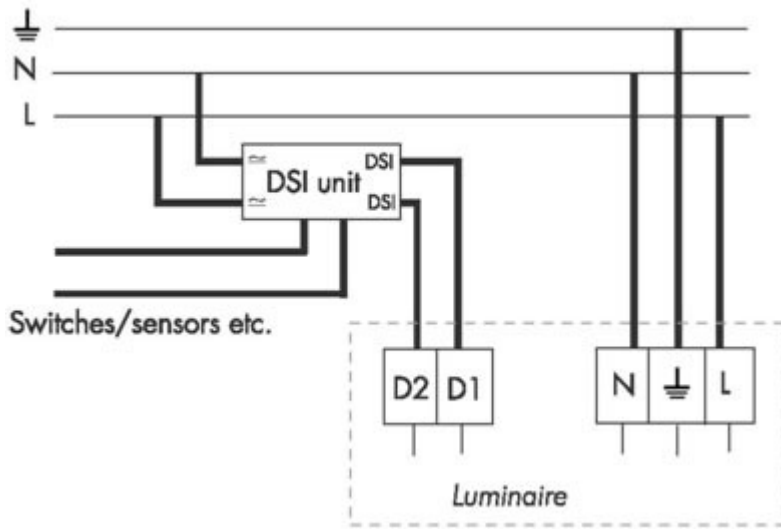 N
L
≃ DSI
DSI unit
≃ DSI
Switches/sensors etc.
D2 D1
N L
Luminaire